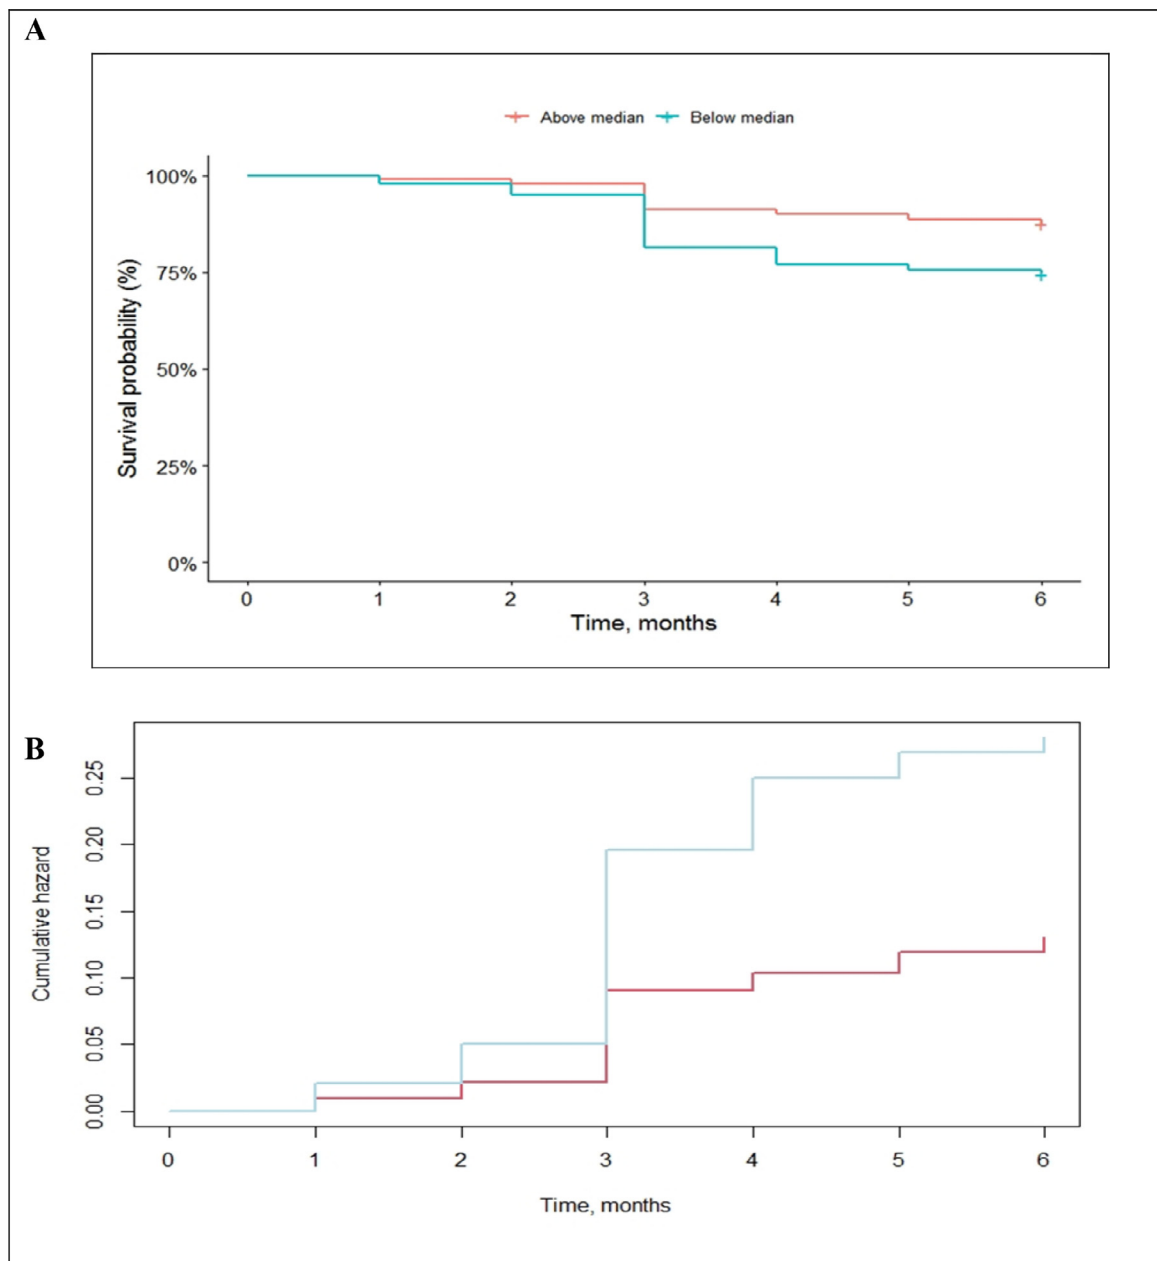 A
Above median Below median
100%
75%
50%
25%
0%
Survival probability (%)
0 1 2 3 4 5 6
Time, months
B
0.25
0.20
0.15
0.10
0.05
0.00
Cumulative hazard
0 1 2 3 4 5 6
Time, months